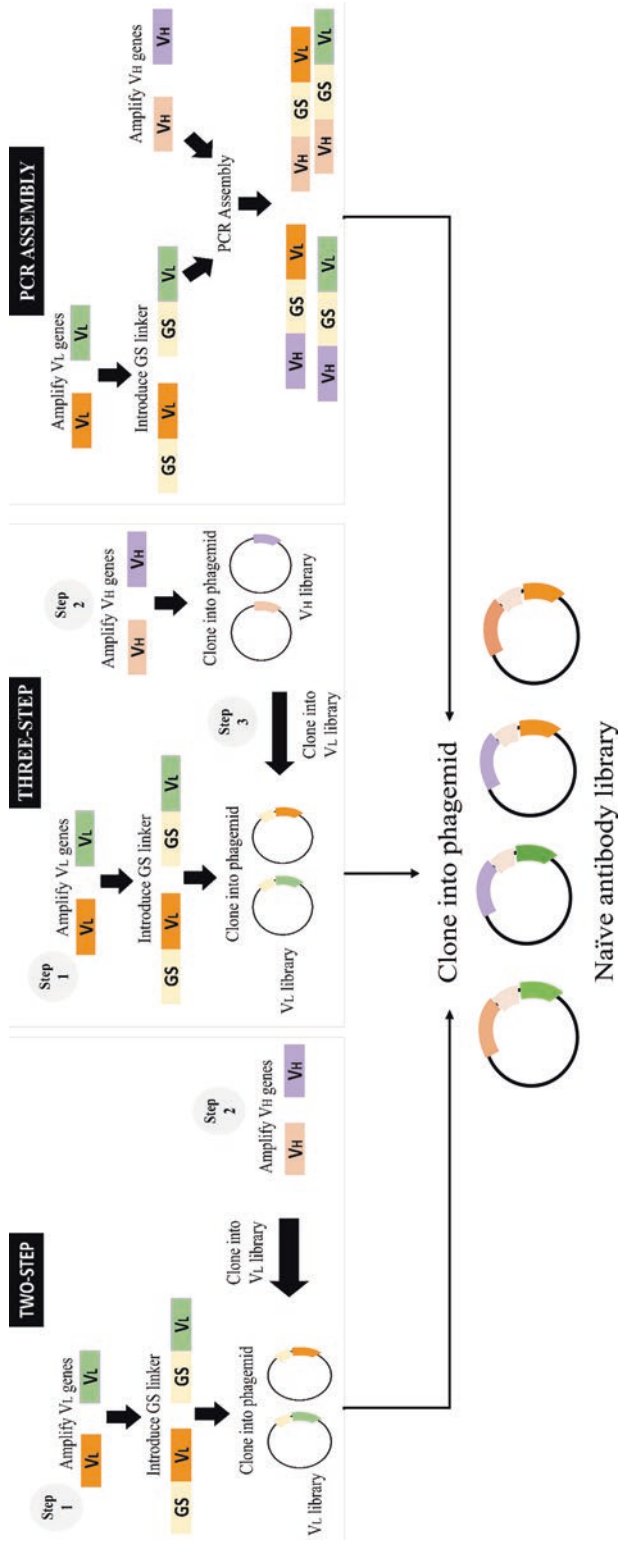 TWO-STEP
Step
1
Amplify VL genes
VL
VL
Introduce GS linker
GS
VL
GS
VL
Clone into phagemid
VL library
Clone into
VL library
Step
2
Amplify VH genes
VH
VH
THREE-STEP
Step
1
Amplify VL genes
VL
VL
Introduce GS linker
GS
VL
GS
VL
Clone into phagemid
VL library
Step
3
Clone into
VL library
Step
2
Amplify VH genes
VH
VH
Clone into phagemid
VH library
PCR ASSEMBLY
Amplify VL genes
VL
VL
Introduce GS linker
GS
VL
GS
VL
Amplify VH genes
VH
VH
PCR Assembly
VH
GS
VL
VH
GS
VL
VH
GS
VL
VH
GS
VL
Clone into phagemid
Naïve antibody library